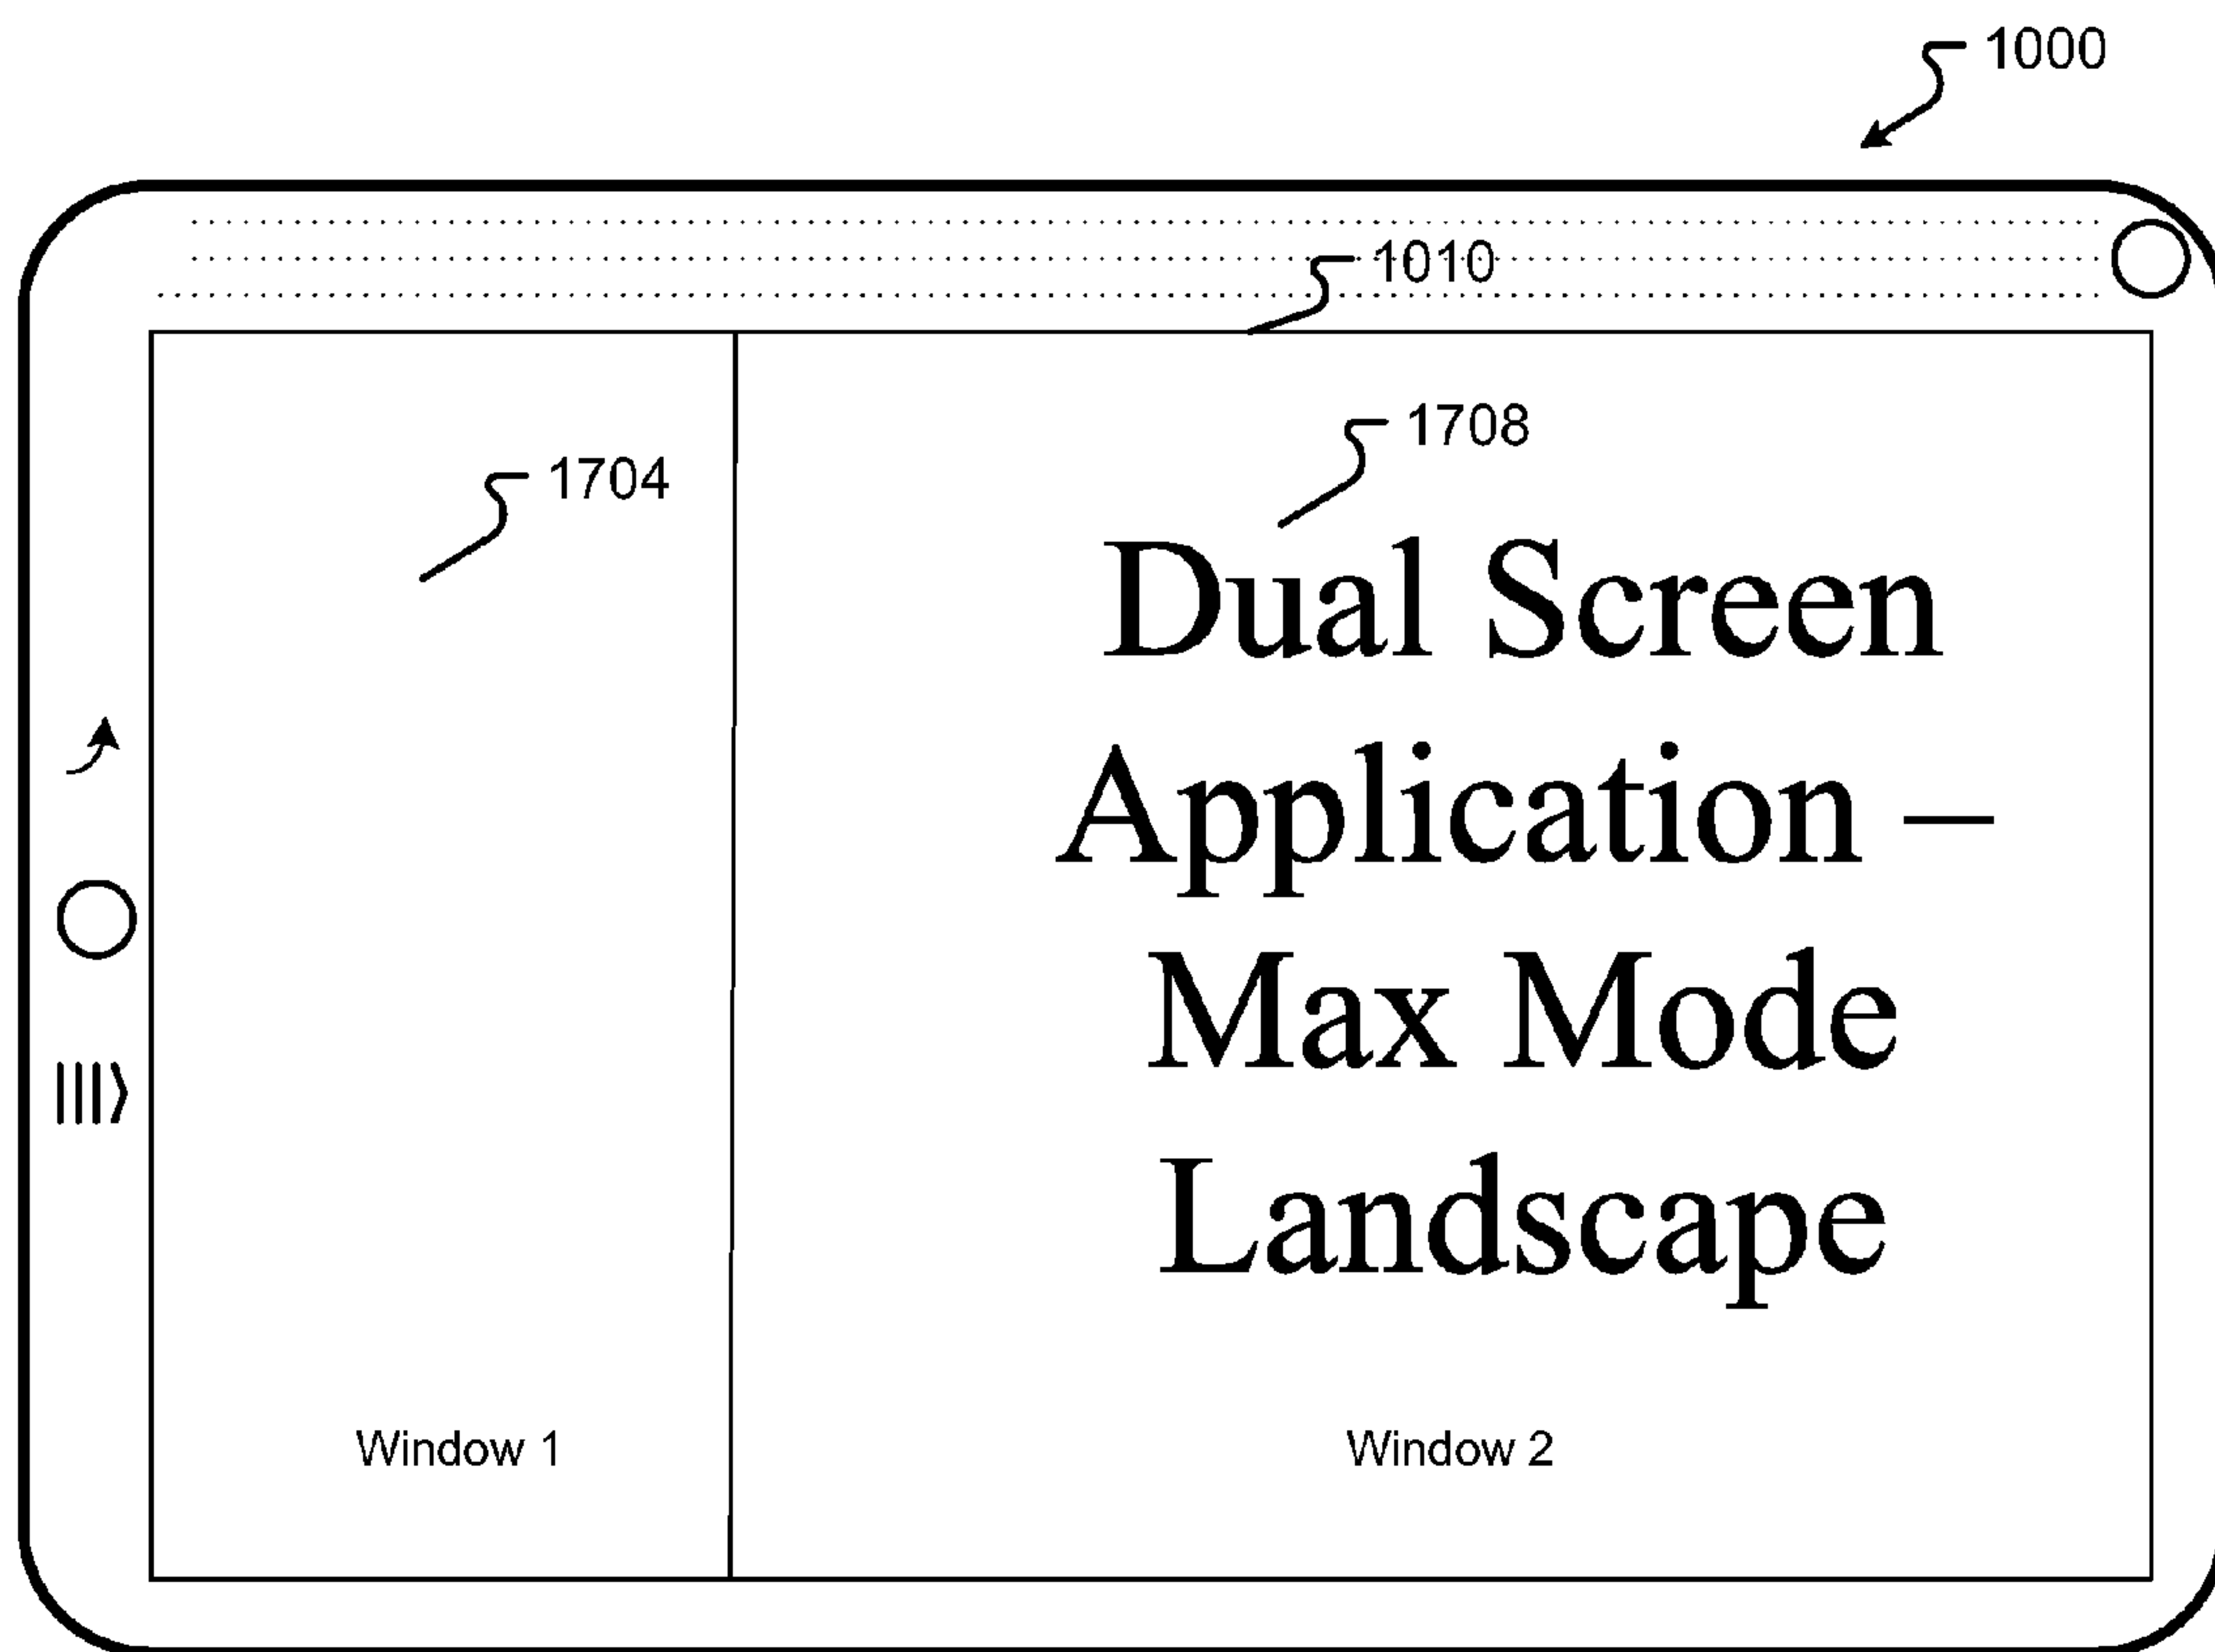 1000
1010
1708
1704
Dual Screen
Application –
Max Mode
Landscape
Window 1
Window 2